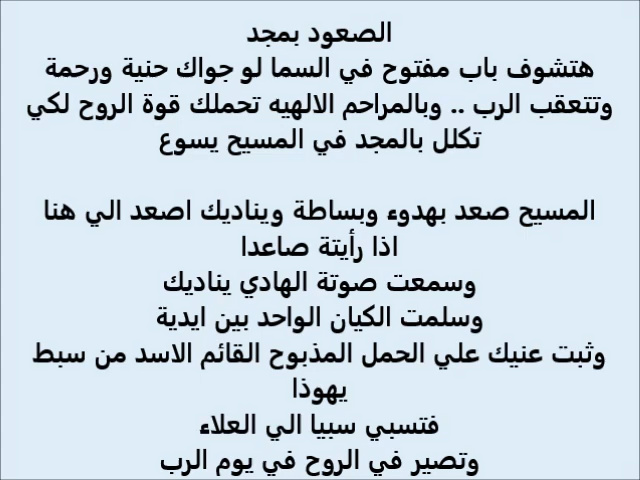 الصعود بمجد
هتشوف باب مفتوح في السما لو جواك حنية ورحمة
وتتعقب الرب .. وبالمراحم الالهيه تحملك قوة الروح لكي
تكلل بالمجد في المسيح يسوع
المسيح صعد بهدوء وبساطة ويناديك اصعد الي هنا
اذا رأيتة صاعدا
وسمعت صوتة الهادي يناديك
وسلمت الكيان الواحد بين ايدية
وثبت عنيك علي الحمل المذبوح القائم الاسد من سبط
يهوذا
فتسبي سبيا الي العلاء
وتصير في الروح في يوم الرب